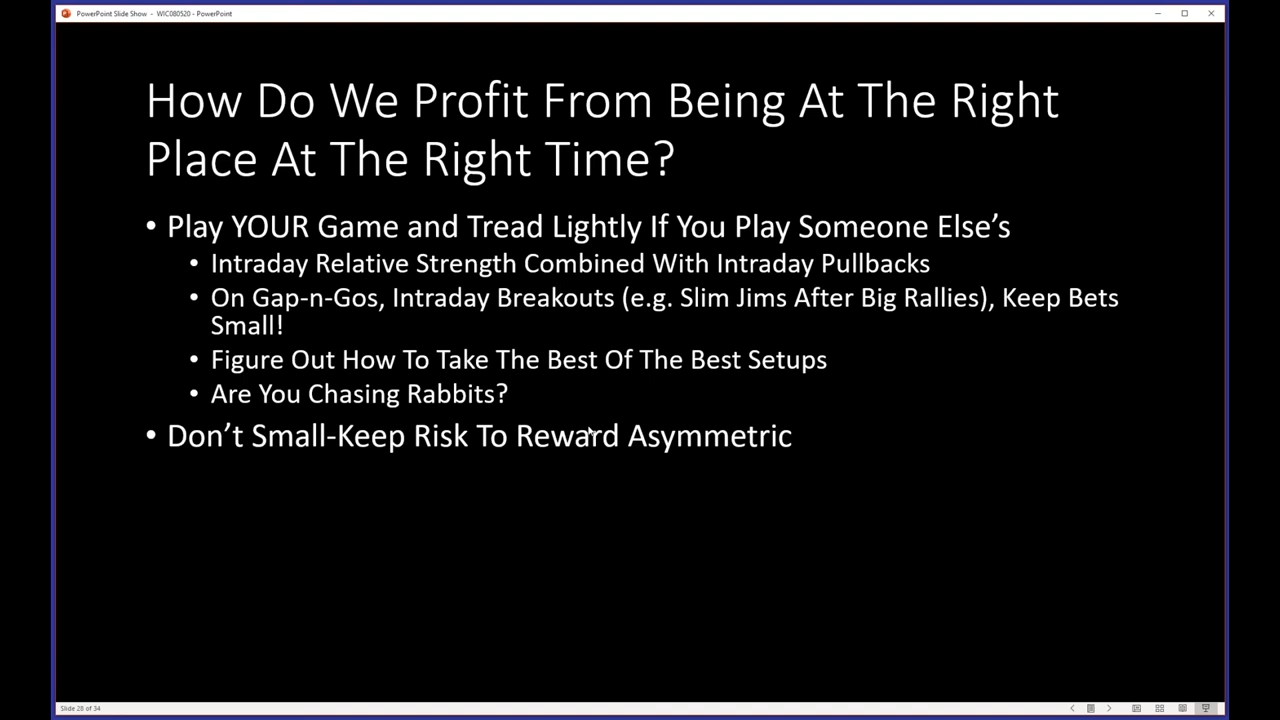 PowerPoint Slide Show - WIC080520 - PowerPoint
How Do We Profit From Being At The Right
Place At The Right Time?
• Play YOUR Game and Tread Lightly If You Play Someone Else’s
• Intraday Relative Strength Combined With Intraday Pullbacks
• On Gap-n-Gos, Intraday Breakouts (e.g. Slim Jims After Big Rallies), Keep Bets
Small!
• Figure Out How To Take The Best Of The Best Setups
• Are You Chasing Rabbits?
• Don’t Small-Keep Risk To Reward Asymmetric
Slide 28 of 34